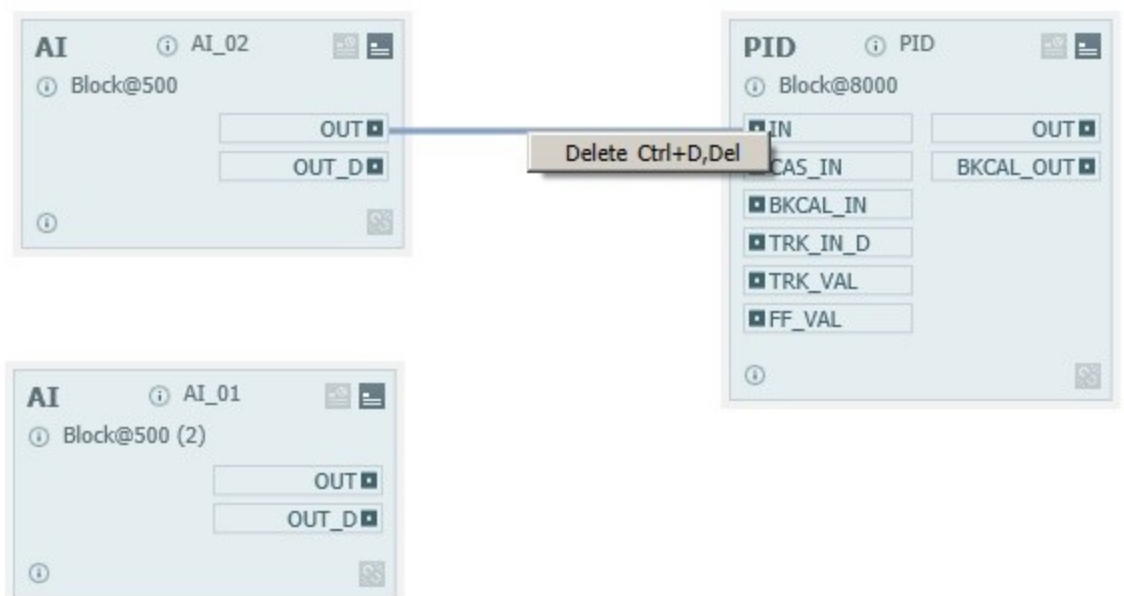 AI AI_02
Block@500
OUT
OUT_D
PID PID
Block@8000
IN OUT
CAS_IN BKCAL_OUT
BKCAL_IN
TRK_IN_D
TRK_VAL
FF_VAL
Delete Ctrl+D,Del
AI AI_01
Block@500 (2)
OUT
OUT_D